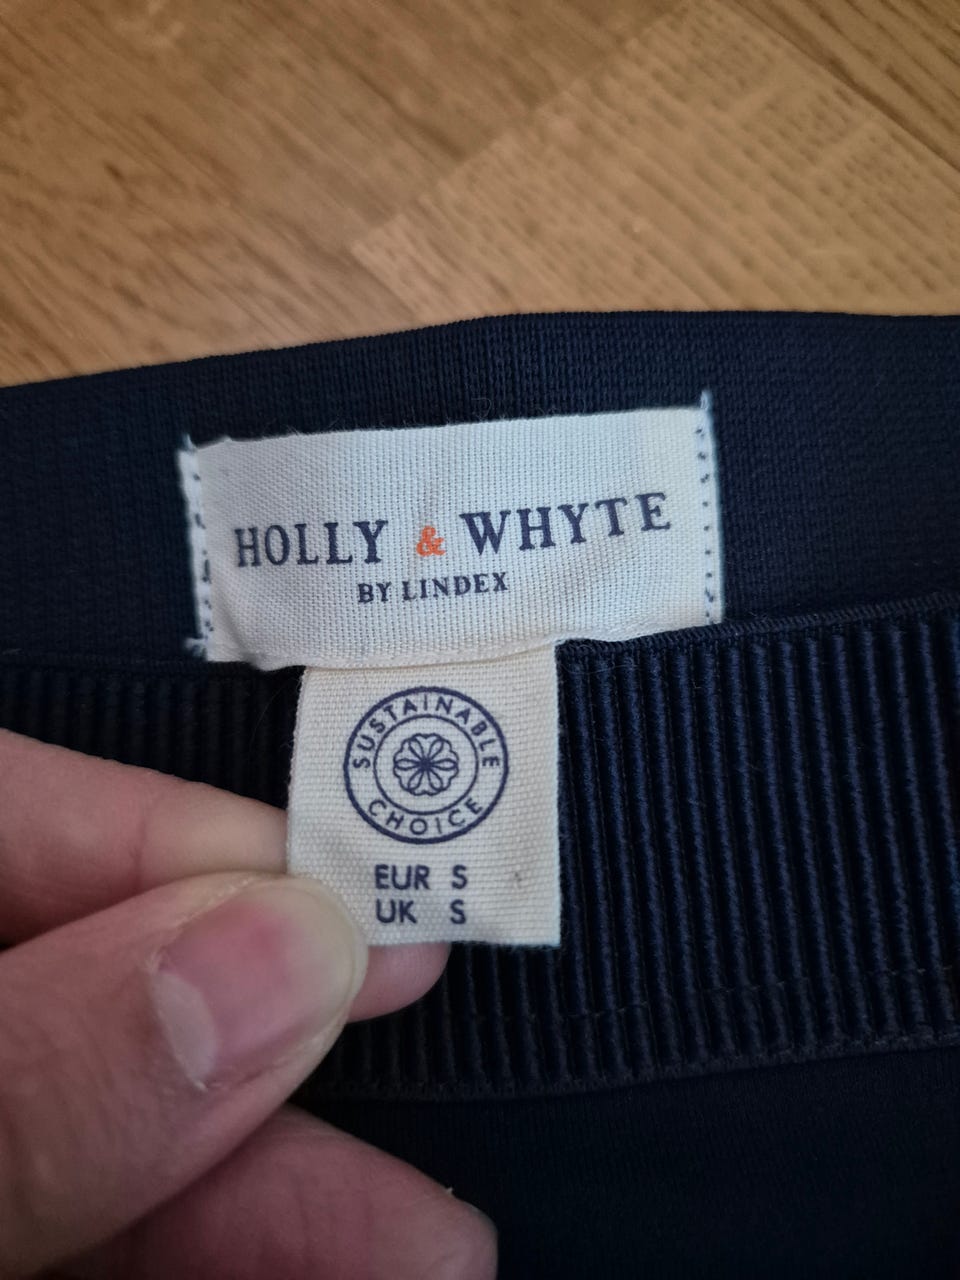 HOLLY & WHYTE
BY LINDEX
SUSTAINABLE
CHOICE
EUR S
UK S